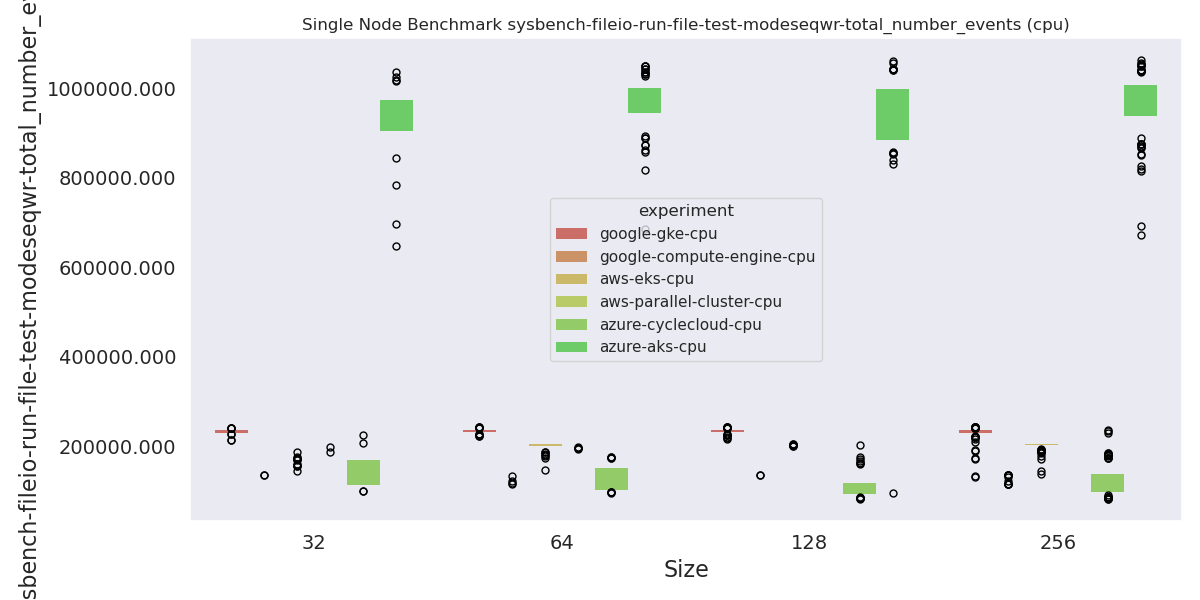 Single Node Benchmark sysbench-fileio-run-file-test-modeseqwr-total_number_events (cpu)
sbench-fileio-run-file-test-modeseqwr-total_number_ev
1000000.000
800000.000
600000.000
400000.000
200000.000
experiment
google-gke-cpu
google-compute-engine-cpu
aws-eks-cpu
aws-parallel-cluster-cpu
azure-cyclecloud-cpu
azure-aks-cpu
32
64
128
256
Size